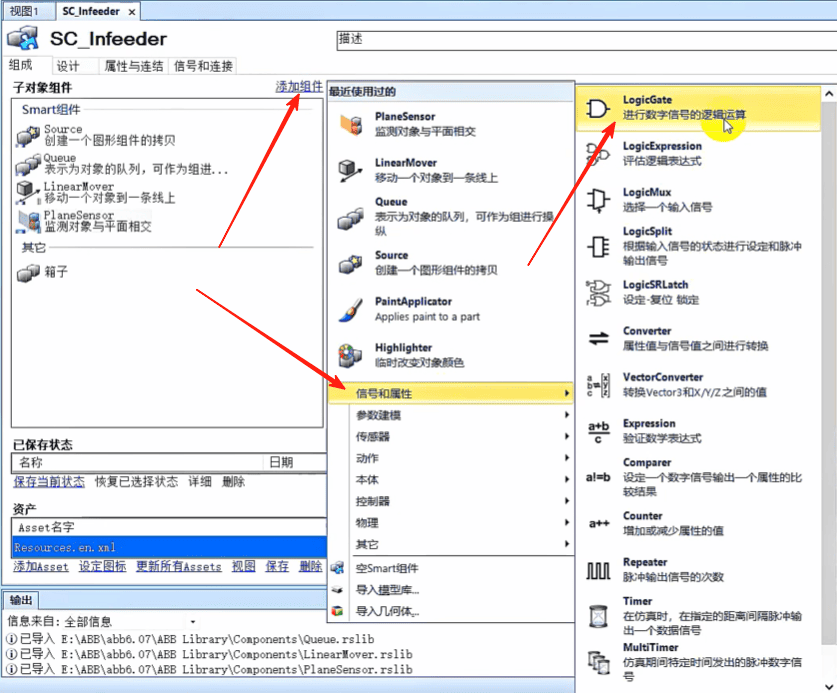 视图1
SC_Infeeder
SC_Infeeder
描述
组成
设计
属性与连结
信号和连接
子对象组件
添加组件
Smart组件
Source
创建一个图形组件的拷贝
Queue
表示为对象的队列，可作为组进...
LinearMover
移动一个对象到一条线上
PlaneSensor
监测对象与平面相交
其它
箱子
已保存状态
名称
日期
保存当前状态 恢复已选择状态 详细 删除
资产
Asset名字
Resources.en.xml
添加Asset 设定图标 更新所有Assets 视图 保存 删除
输出
信息来自: 全部信息
已导入 E:\ABB\abb6.07\ABB Library\Components\Queue.rslib
已导入 E:\ABB\abb6.07\ABB Library\Components\LinearMover.rslib
已导入 E:\ABB\abb6.07\ABB Library\Components\PlaneSensor.rslib
最近使用过的
PlaneSensor
监测对象与平面相交
LinearMover
移动一个对象到一条线上
Queue
表示为对象的队列，可作为组进行操
纵
Source
创建一个图形组件的拷贝
PaintApplicator
Applies paint to a part
Highlighter
临时改变对象颜色
信号和属性
参数建模
传感器
动作
本体
控制器
物理
其它
空Smart组件
导入模型库...
导入几何体...
LogicGate
进行数字信号的逻辑运算
LogicExpression
评估逻辑表达式
LogicMux
选择一个输入信号
LogicSplit
根据输入信号的状态进行设定和脉冲
输出信号
LogicSRLatch
设定-复位 锁定
Converter
属性值与信号值之间进行转换
VectorConverter
转换Vector3和X/Y/Z之间的值
Expression
验证数学表达式
Comparer
设定一个数字信号输出一个属性的比
较结果
Counter
增加或减少属性的值
Repeater
脉冲输出信号的次数
Timer
在仿真时，在指定的距离间隔脉冲输
出一个数据信号
MultiTimer
仿真期间特定时间发出的脉冲数字信
号